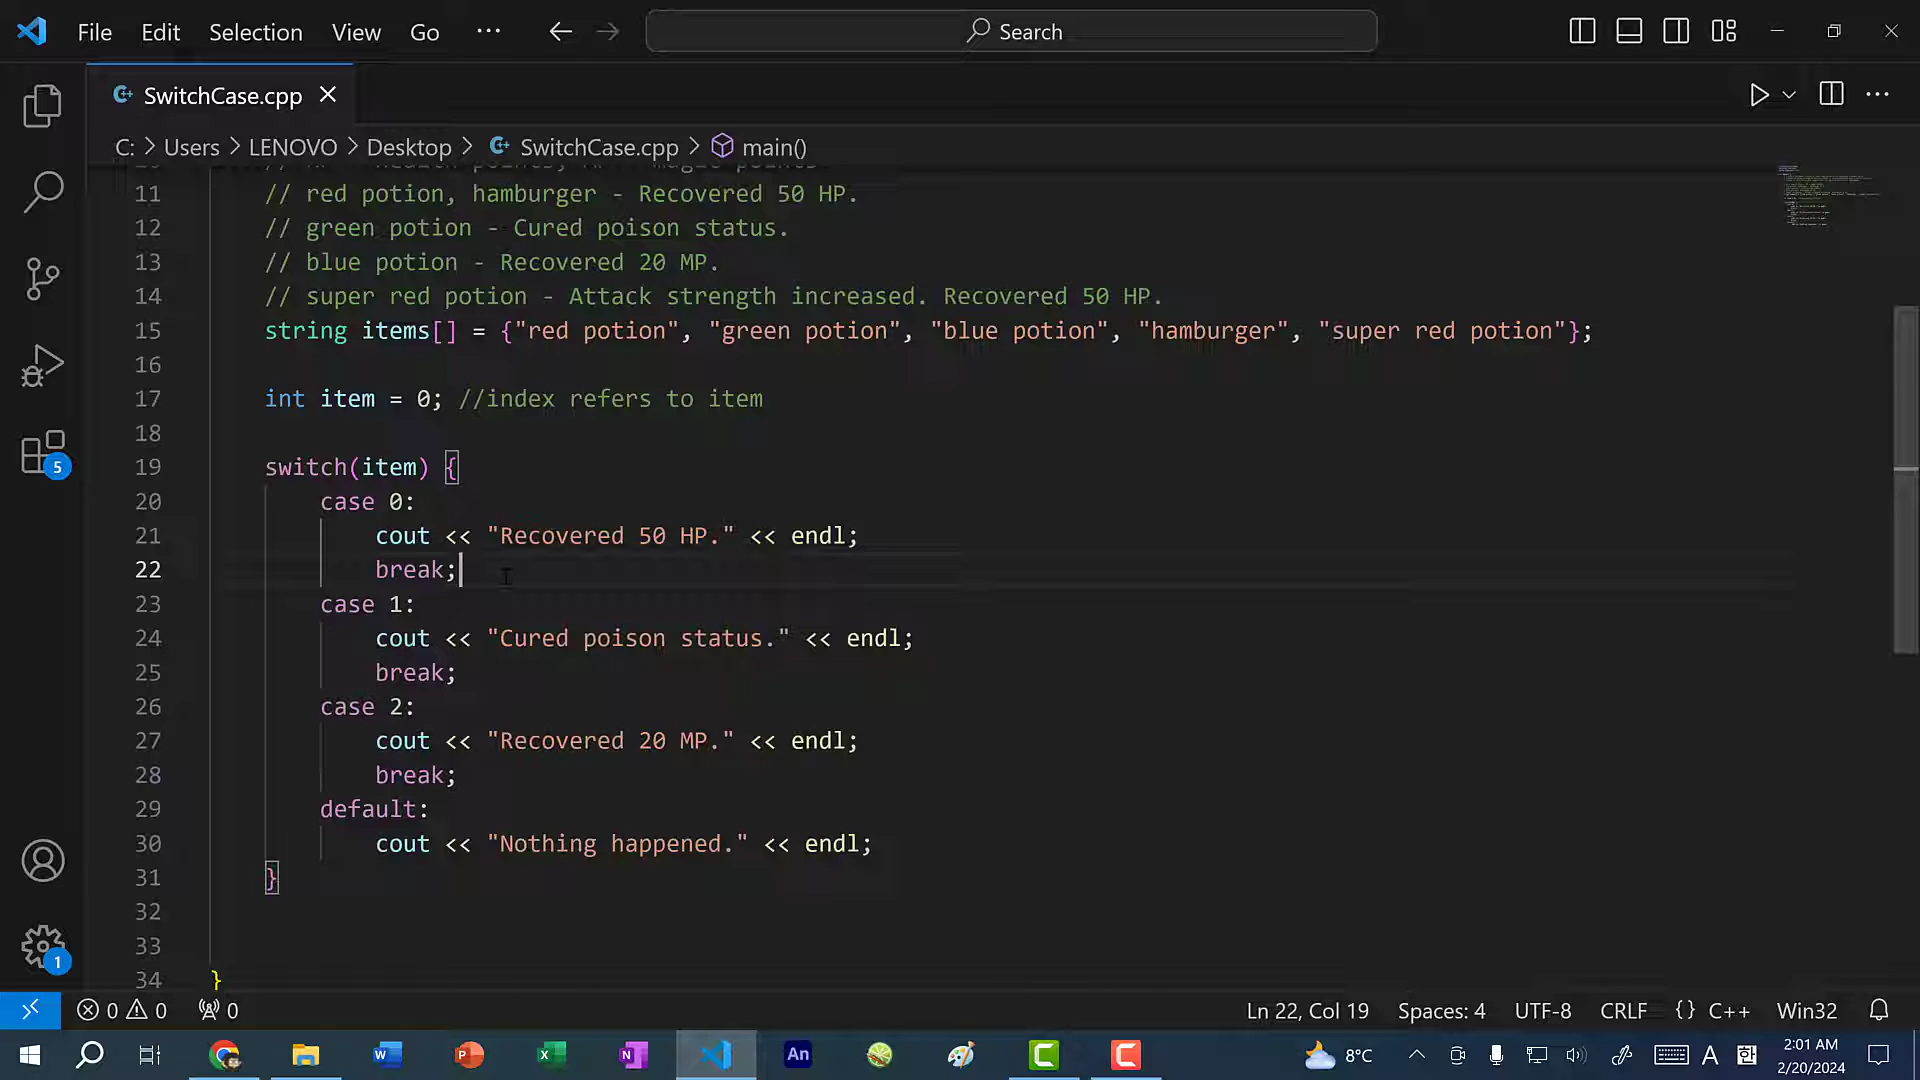 File Edit Selection View Go ··· Search
SwitchCase.cpp
C: > Users > LENOVO > Desktop > SwitchCase.cpp > main()
11 // red potion, hamburger - Recovered 50 HP.
12 // green potion - Cured poison status.
13 // blue potion - Recovered 20 MP.
14 // super red potion - Attack strength increased. Recovered 50 HP.
15 string items[] = {"red potion", "green potion", "blue potion", "hamburger", "super red potion"};
16
17 int item = 0; //index refers to item
18
19 switch(item) {
20 case 0:
21 cout << "Recovered 50 HP." << endl;
22 break;
23 case 1:
24 cout << "Cured poison status." << endl;
25 break;
26 case 2:
27 cout << "Recovered 20 MP." << endl;
28 break;
29 default:
30 cout << "Nothing happened." << endl;
31 }
32
33
34 }
5
1
0 0 0 Ln 22, Col 19 Spaces: 4 UTF-8 CRLF {} C++ Win32
W P X N An C C 8°C A 한 2:01 AM
2/20/2024